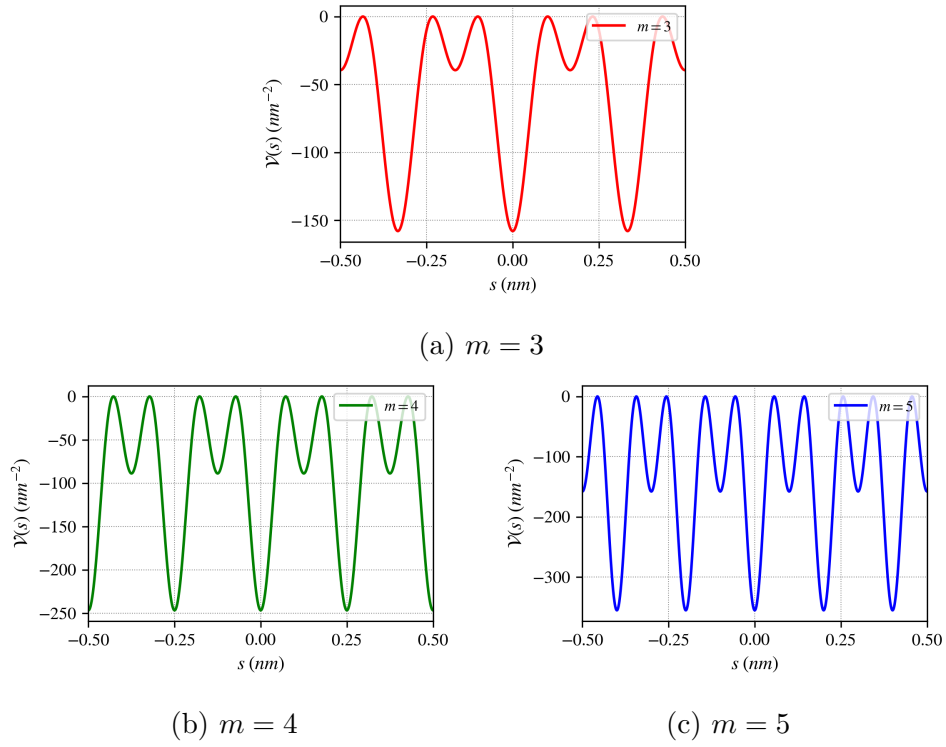 0
−50
−100
−150
𝒱(s) (nm⁻²)
m = 3
−0.50 −0.25 0.00 0.25 0.50
s (nm)
(a) m = 3
0
−50
−100
−150
−200
−250
𝒱(s) (nm⁻²)
m = 4
−0.50 −0.25 0.00 0.25 0.50
s (nm)
(b) m = 4
0
−100
−200
−300
𝒱(s) (nm⁻²)
m = 5
−0.50 −0.25 0.00 0.25 0.50
s (nm)
(c) m = 5